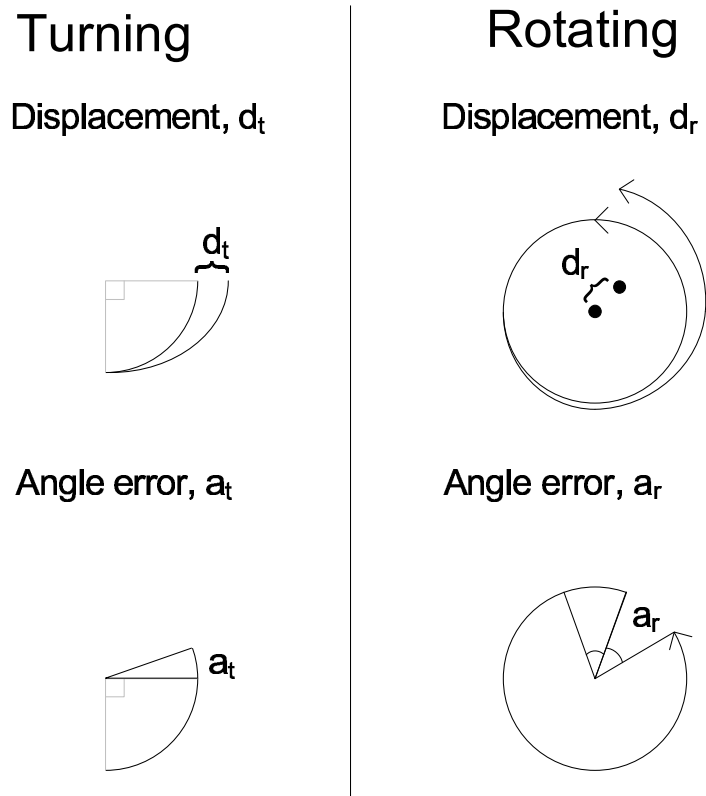 Turning
Displacement, dt
dt
Angle error, at
at
Rotating
Displacement, dr
dr
Angle error, ar
ar